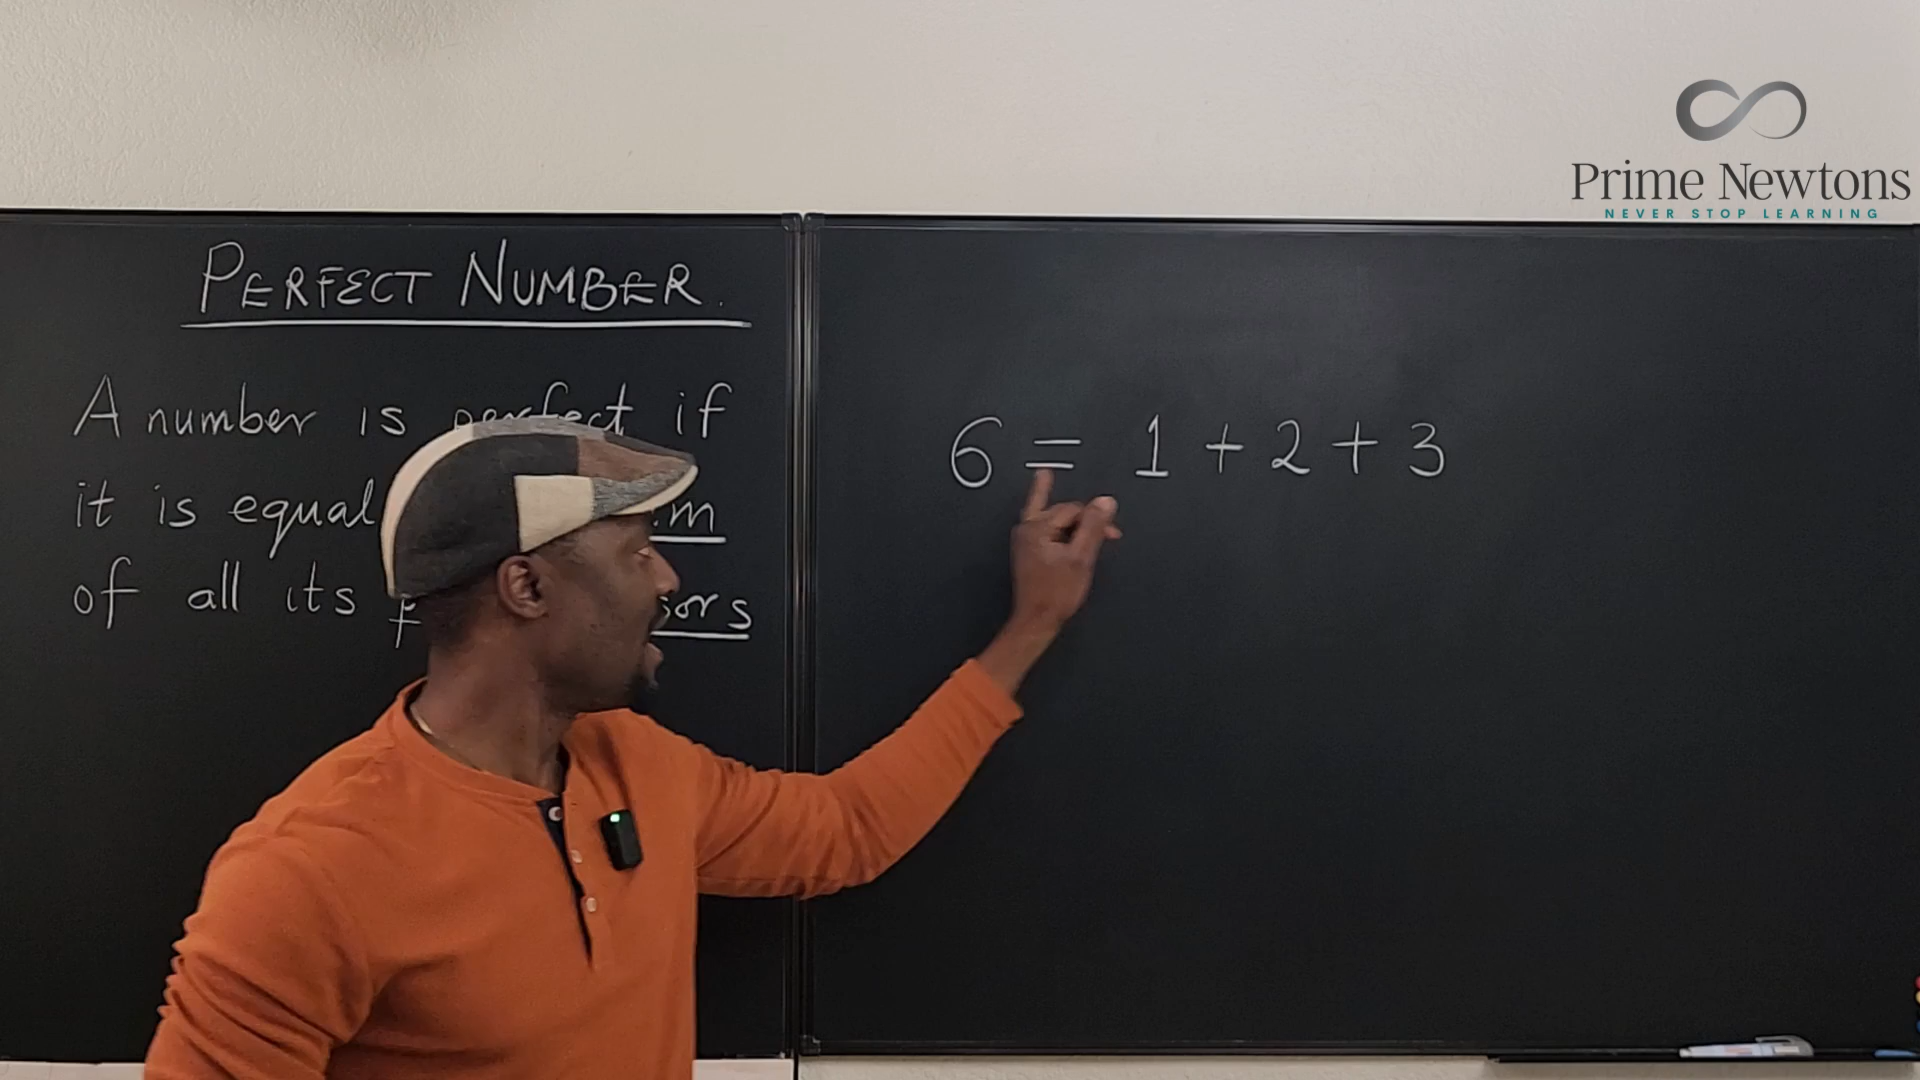 Prime Newtons
NEVER STOP LEARNING
PERFECT NUMBER.
A number is perfect if
it is equal
of all its
6 = 1 + 2 + 3